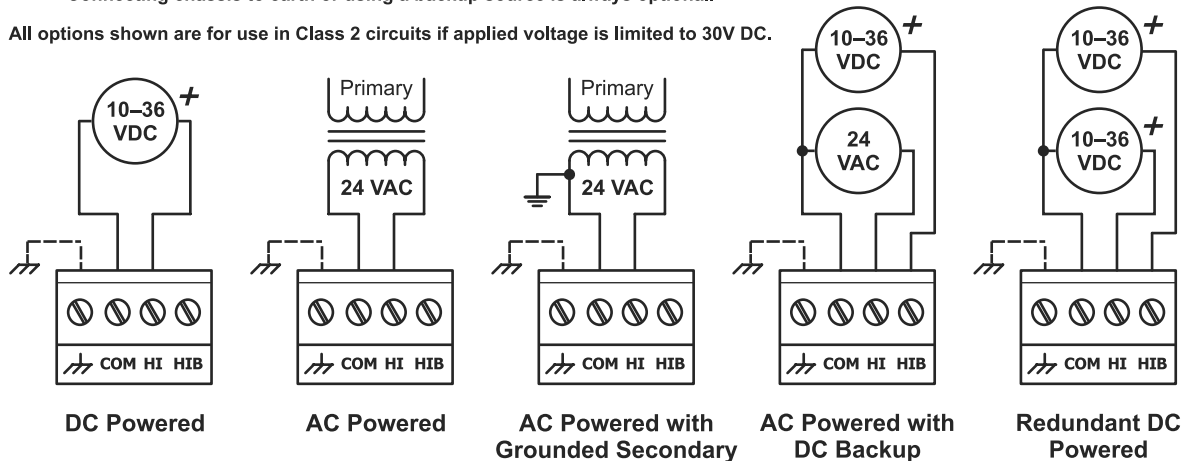 All options shown are for use in Class 2 circuits if applied voltage is limited to 30V DC.
10–36
VDC
+
Primary
24 VAC
Primary
24 VAC
10–36
VDC
+
24
VAC
10–36
VDC
+
10–36
VDC
+
COM HI HIB
COM HI HIB
COM HI HIB
COM HI HIB
COM HI HIB
DC Powered
AC Powered
AC Powered with
Grounded Secondary
AC Powered with
DC Backup
Redundant DC
Powered